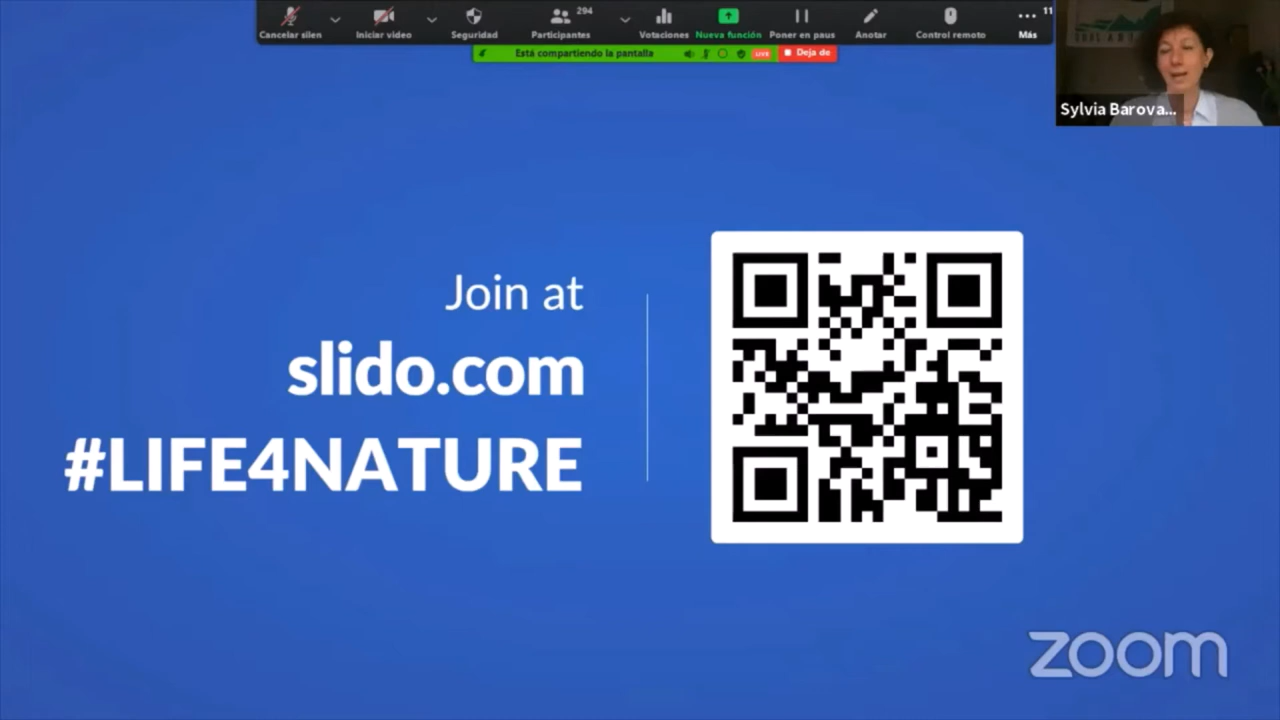 Cancelar silen
Iniciar video
Seguridad
294
Participantes
Votaciones
Nueva función
Poner en paus
Anotar
Control remoto
11
Más
Está compartiendo la pantalla
LIVE
Deja de
Sylvia Barova...
Join at
slido.com
#LIFE4NATURE
zoom